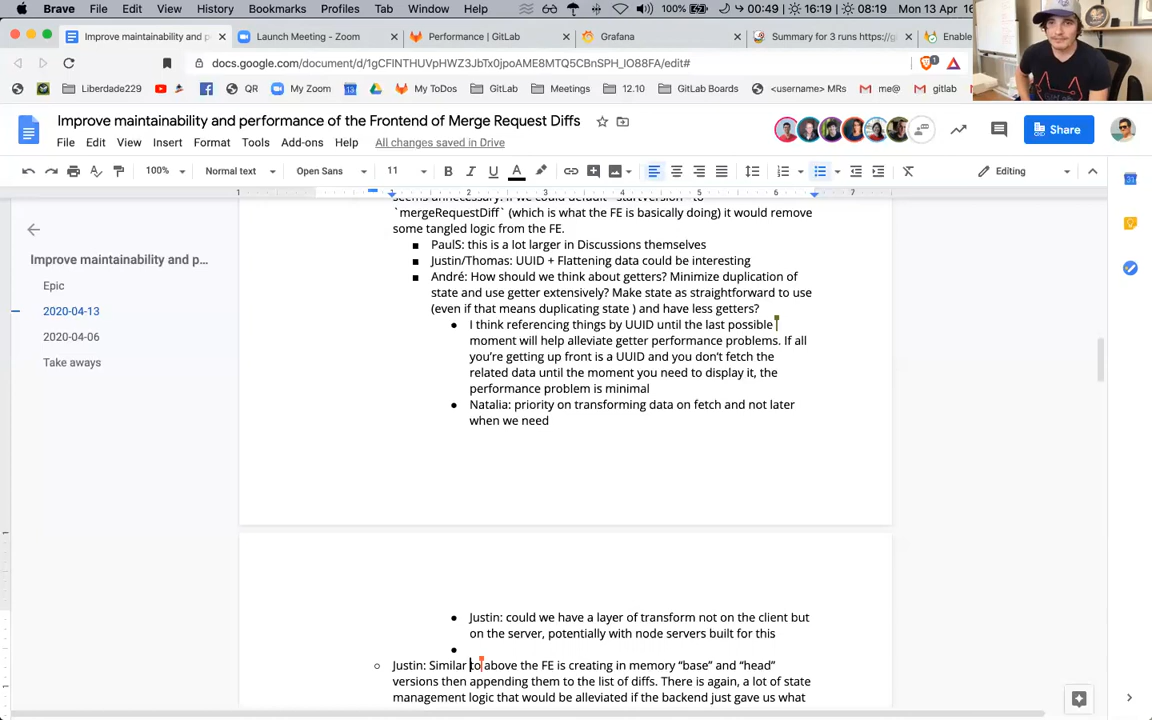 Brave File Edit View History Bookmarks Profiles Tab Window Help 100% 00:49 16:19 08:19 Mon 13 Apr
Improve maintainability and p Launch Meeting - Zoom Performance | GitLab Grafana Summary for 3 runs https://g Enable
docs.google.com/document/d/1gCFINTHUVpHWZ3JbTx0jpoAME8MTQ5CBnSPH_lO88FA/edit#
Liberdade229 QR My Zoom My ToDos GitLab Meetings 12.10 GitLab Boards <username> MRs me@ gitlab
Improve maintainability and performance of the Frontend of Merge Request Diffs
Share
File Edit View Insert Format Tools Add-ons Help All changes saved in Drive
100% Normal text Open Sans 11 B I U A Editing
1 1 2 3 4 5 6 7
seems unnecessary. If we could default `startVersion` to
`mergeRequestDiff` (which is what the FE is basically doing) it would remove
some tangled logic from the FE.
■ PaulS: this is a lot larger in Discussions themselves
■ Justin/Thomas: UUID + Flattening data could be interesting
■ André: How should we think about getters? Minimize duplication of
state and use getter extensively? Make state as straightforward to use
(even if that means duplicating state ) and have less getters?
● I think referencing things by UUID until the last possible
moment will help alleviate getter performance problems. If all
you're getting up front is a UUID and you don't fetch the
related data until the moment you need to display it, the
performance problem is minimal
● Natalia: priority on transforming data on fetch and not later
when we need
● Justin: could we have a layer of transform not on the client but
on the server, potentially with node servers built for this
●
○ Justin: Similar to above the FE is creating in memory “base” and “head”
versions then appending them to the list of diffs. There is again, a lot of state
management logic that would be alleviated if the backend just gave us what
Improve maintainability and p...
Epic
2020-04-13
2020-04-06
Take aways